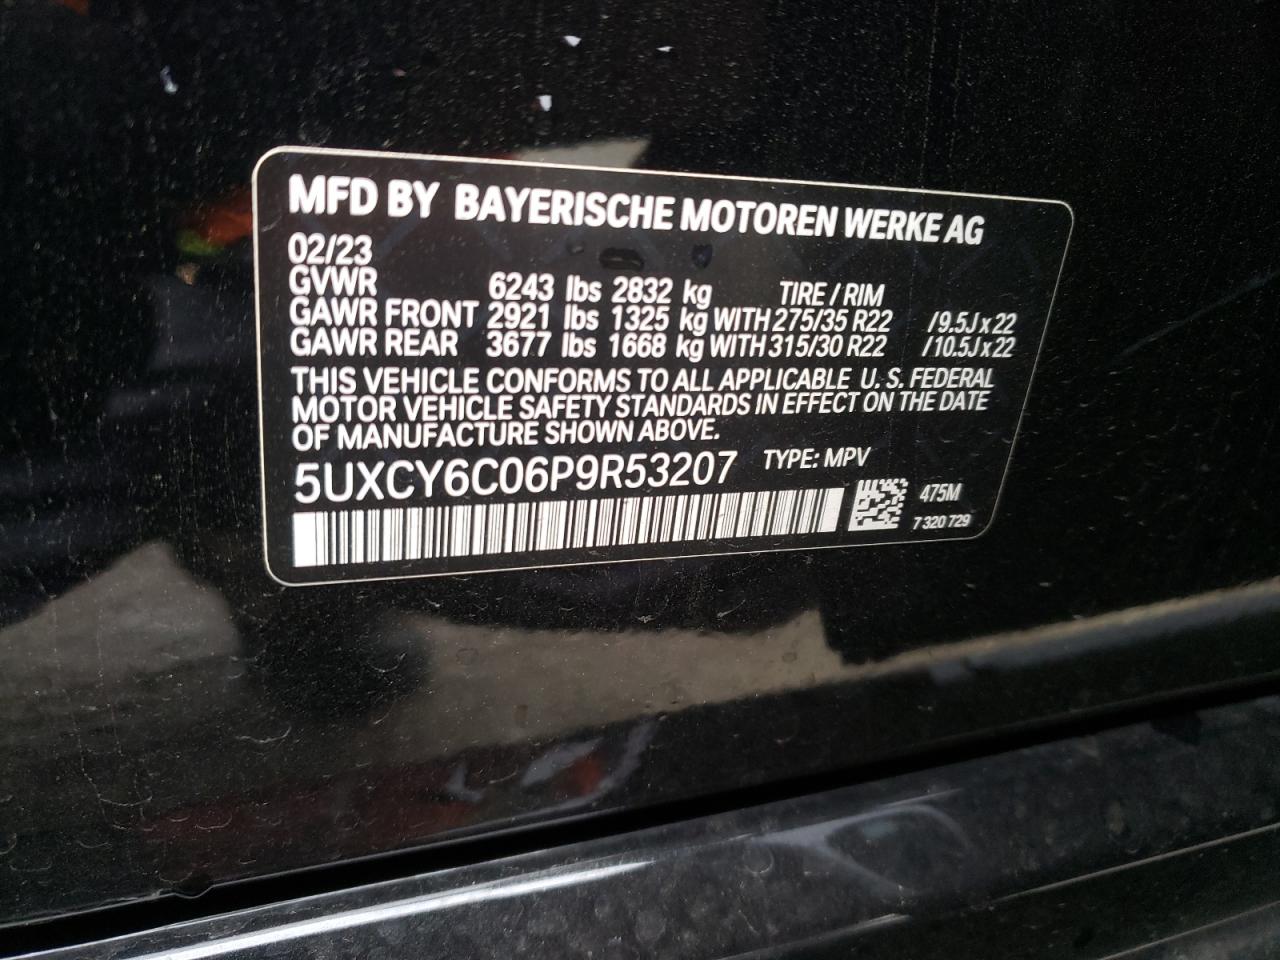 MFD BY BAYERISCHE MOTOREN WERKE AG
02/23
GVWR 6243 lbs 2832 kg TIRE / RIM
GAWR FRONT 2921 lbs 1325 kg WITH 275/35 R22 /9.5J x 22
GAWR REAR 3677 lbs 1668 kg WITH 315/30 R22 /10.5J x 22
THIS VEHICLE CONFORMS TO ALL APPLICABLE U. S. FEDERAL
MOTOR VEHICLE SAFETY STANDARDS IN EFFECT ON THE DATE
OF MANUFACTURE SHOWN ABOVE.
5UXCY6C06P9R53207 TYPE: MPV
475M
7 320 729